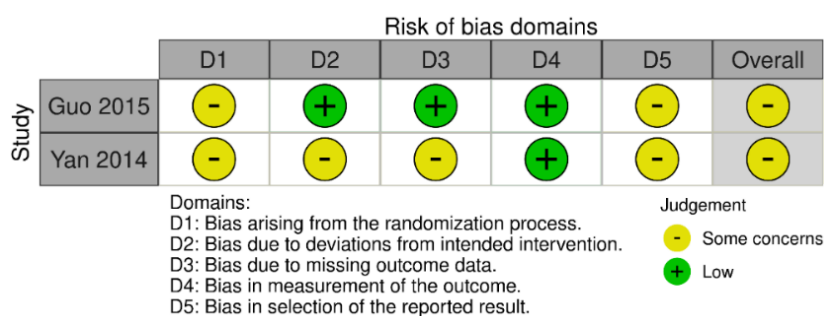 Risk of bias domains
D1 D2 D3 D4 D5 Overall
Study
Guo 2015 - + + + - -
Yan 2014 - - - + - -
Domains:
D1: Bias arising from the randomization process.
D2: Bias due to deviations from intended intervention.
D3: Bias due to missing outcome data.
D4: Bias in measurement of the outcome.
D5: Bias in selection of the reported result.
Judgement
- Some concerns
+ Low